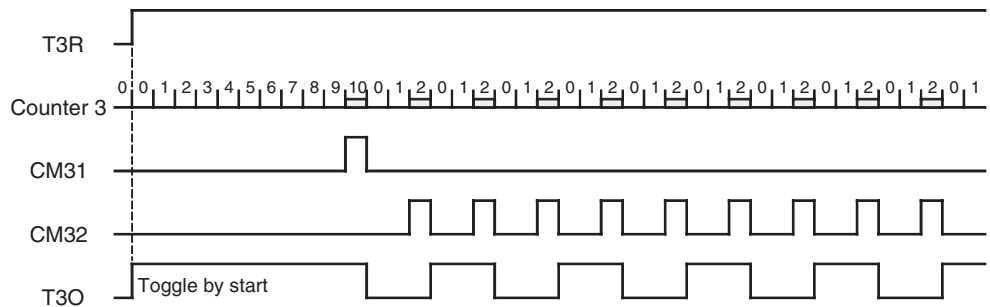 T3R
0 0 1 2 3 4 5 6 7 8 9 10 0 1 2 0 1 2 0 1 2 0 1 2 0 1 2 0 1 2 0 1 2 0 1 2 0 1 2 0 1
Counter 3
CM31
CM32
Toggle by start
T3O